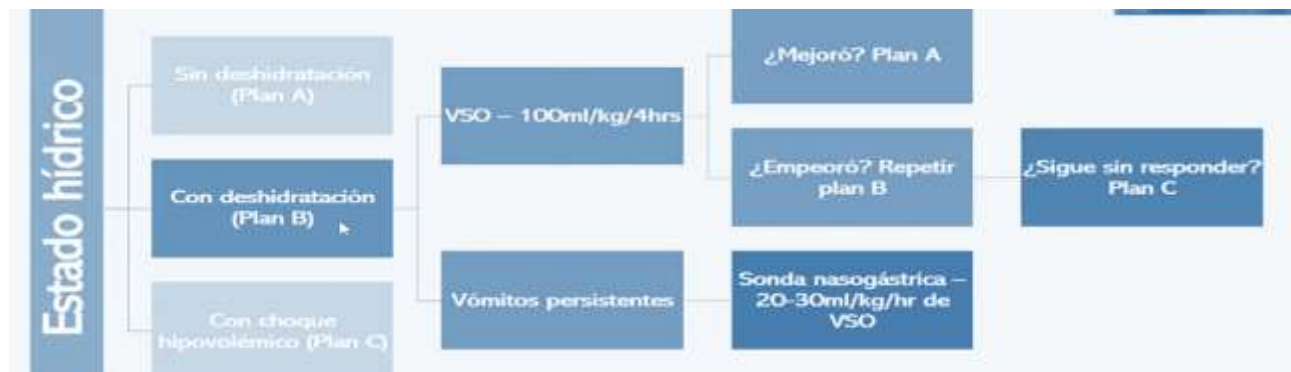 Estado hídrico
Sin deshidratación
(Plan A)
Con deshidratación
(Plan B)
Con choque
hipovolémico (Plan C)
VSO – 100ml/kg/4hrs
Vómitos persistentes
¿Mejoró? Plan A
¿Empeoró? Repetir
plan B
Sonda nasogástrica –
20-30ml/kg/hr de
VSO
¿Sigue sin responder?
Plan C